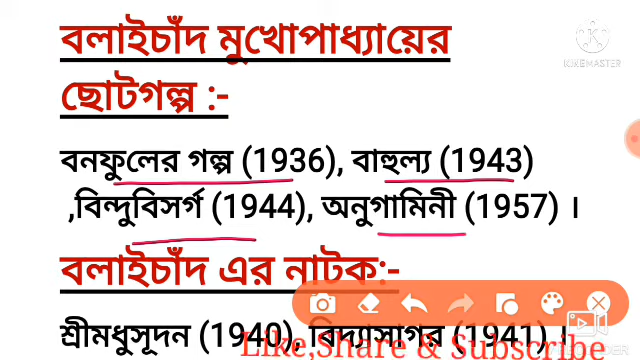 বলাইচাঁদ মুখোপাধ্যায়ের
ছোটগল্প :-
KINEMASTER
বনফুলের গল্প (1936), বাহুল্য (1943)
,বিন্দুবিসর্গ (1944), অনুগামিনী (1957) ।
বলাইচাঁদ এর নাটক:-
শ্রীমধুসূদন (1940), বিদ্যাসাগর (1941) ।
Like,Share & Subscribe